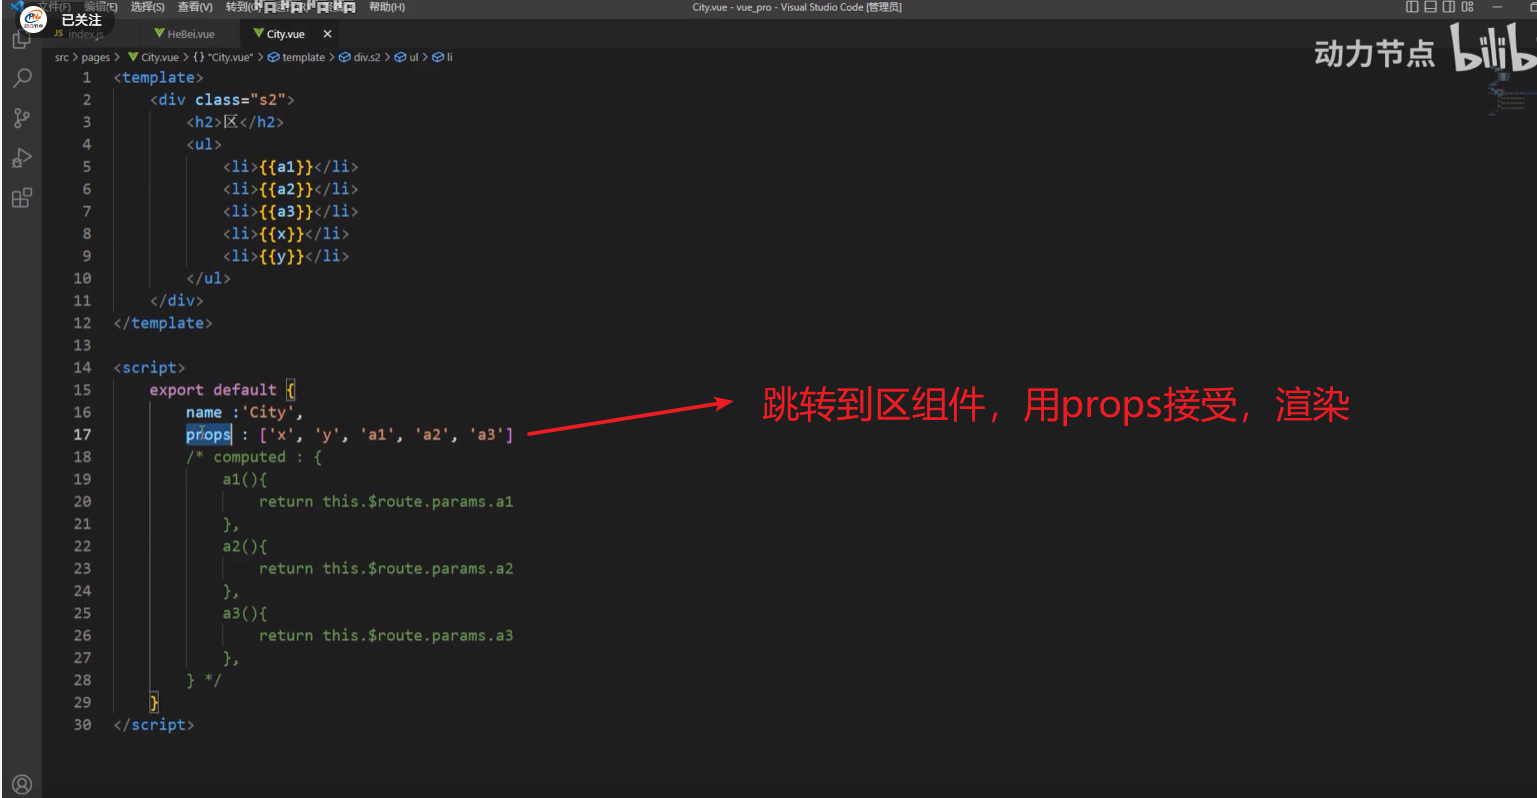 编辑(E) 选择(S) 查看(V) 帮助(H) City.vue - vue_pro - Visual Studio Code [管理员]
已关注
JS index.js HeBei.vue City.vue
src > pages > City.vue > {} "City.vue" > template > div.s2 > ul > li
动力节点 bilib
1 <template>
2 <div class="s2">
3 <h2>区</h2>
4 <ul>
5 <li>{{a1}}</li>
6 <li>{{a2}}</li>
7 <li>{{a3}}</li>
8 <li>{{x}}</li>
9 <li>{{y}}</li>
10 </ul>
11 </div>
12 </template>
13
14 <script>
15 export default {
16 name :'City',
17 props : ['x', 'y', 'a1', 'a2', 'a3']
跳转到区组件，用props接受，渲染
18 /* computed : {
19 a1(){
20 return this.$route.params.a1
21 },
22 a2(){
23 return this.$route.params.a2
24 },
25 a3(){
26 return this.$route.params.a3
27 },
28 } */
29 }
30 </script>